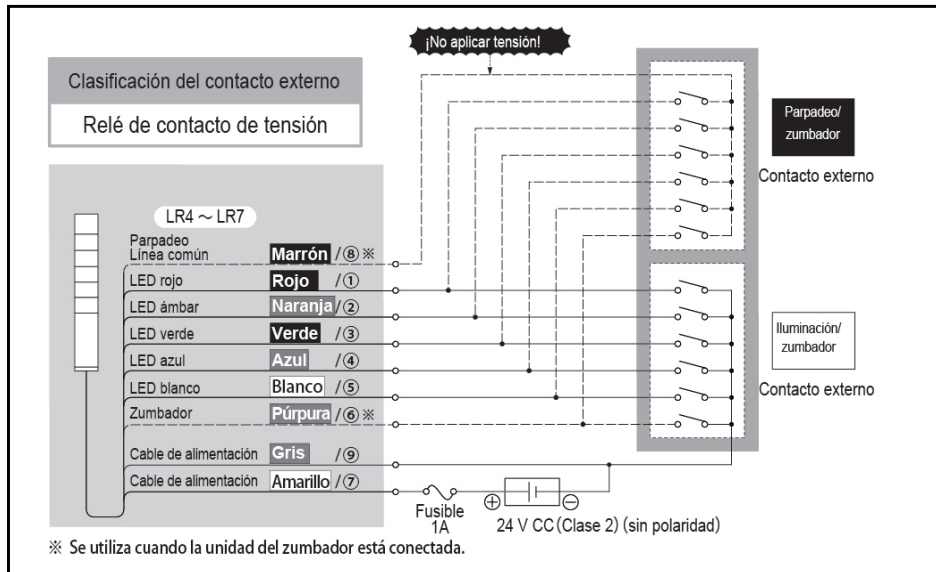 ¡No aplicar tensión!
Clasificación del contacto externo
Relé de contacto de tensión
Parpadeo/
zumbador
Contacto externo
LR4 ～ LR7
Parpadeo
Línea común Marrón /⑧ ※
LED rojo Rojo /①
LED ámbar Naranja /②
LED verde Verde /③
LED azul Azul /④
LED blanco Blanco /⑤
Zumbador Púrpura /⑥ ※
Cable de alimentación Gris /⑨
Cable de alimentación Amarillo /⑦
Iluminación/
zumbador
Contacto externo
Fusible
1A
⊕ ⊖
24 V CC (Clase 2) (sin polaridad)
※ Se utiliza cuando la unidad del zumbador está conectada.